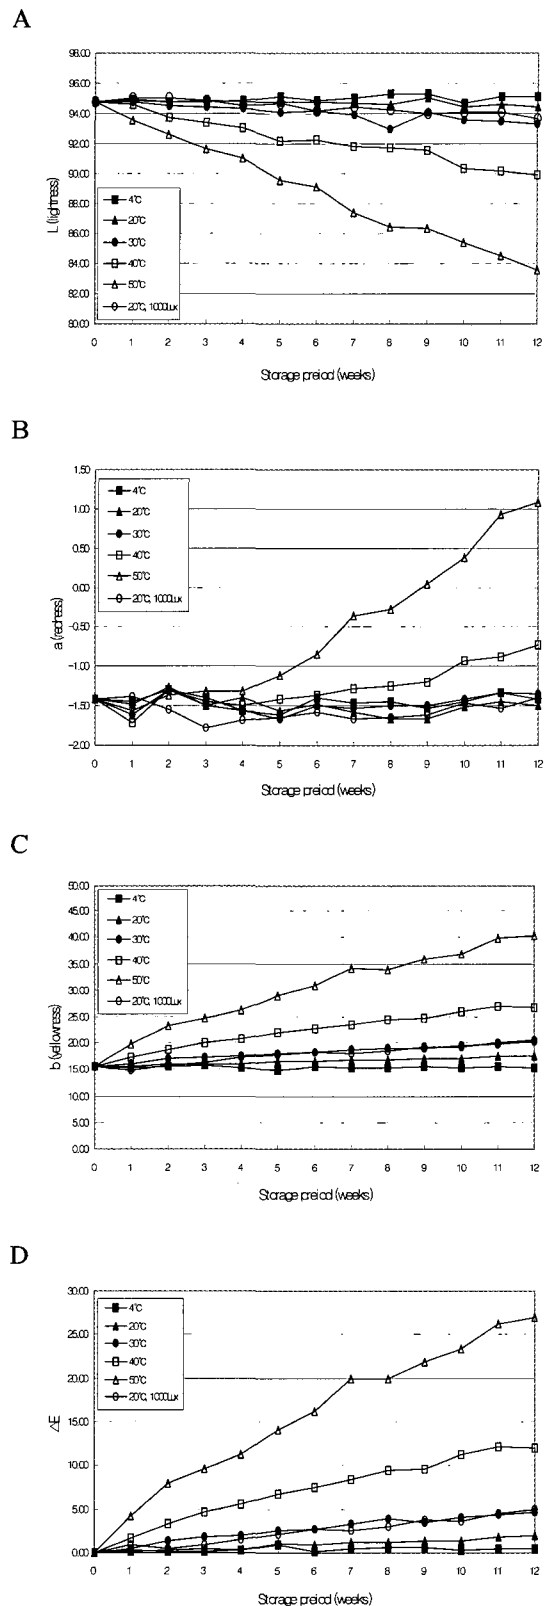 A
98.00
96.00
94.00
92.00
90.00
88.00
86.00
84.00
82.00
80.00
L (lightness)
4℃
20℃
30℃
40℃
50℃
20℃, 1000Lux
0 1 2 3 4 5 6 7 8 9 10 11 12
Storage preiod (weeks)
B
1.50
1.00
0.50
0.00
-0.50
-1.00
-1.50
-2.00
a (redness)
4℃
20℃
30℃
40℃
50℃
20℃, 1000Lux
0 1 2 3 4 5 6 7 8 9 10 11 12
Storage preiod (weeks)
C
50.00
45.00
40.00
35.00
30.00
25.00
20.00
15.00
10.00
5.00
0.00
b (yellowness)
4℃
20℃
30℃
40℃
50℃
20℃, 1000Lux
0 1 2 3 4 5 6 7 8 9 10 11 12
Storage preiod (weeks)
D
30.00
25.00
20.00
15.00
10.00
5.00
0.00
△E
4℃
20℃
30℃
40℃
50℃
20℃, 1000Lux
0 1 2 3 4 5 6 7 8 9 10 11 12
Storage preiod (weeks)